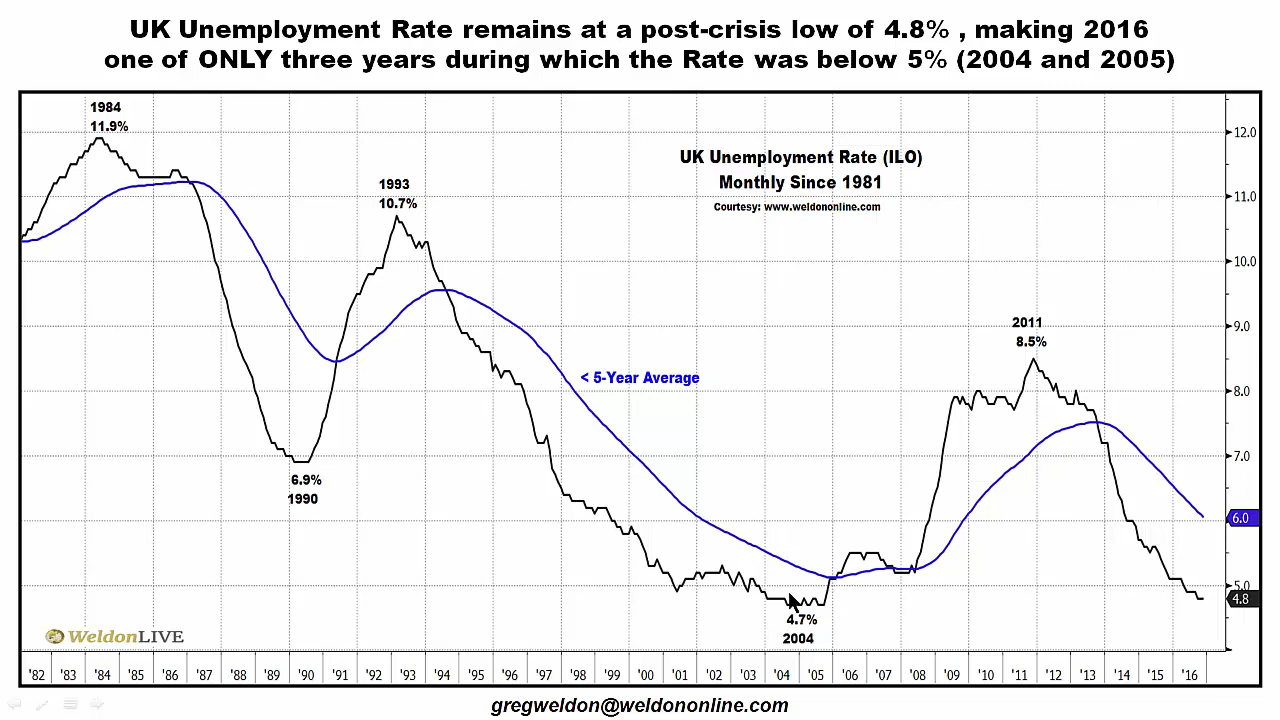 UK Unemployment Rate remains at a post-crisis low of 4.8% , making 2016
one of ONLY three years during which the Rate was below 5% (2004 and 2005)
1984
11.9%
UK Unemployment Rate (ILO)
Monthly Since 1981
Courtesy: www.weldononline.com
1993
10.7%
2011
8.5%
< 5-Year Average
6.9%
1990
4.7%
2004
12.0
11.0
10.0
9.0
8.0
7.0
6.0
5.0
4.8
WeldonLIVE
'82 '83 '84 '85 '86 '87 '88 '89 '90 '91 '92 '93 '94 '95 '96 '97 '98 '99 '00 '01 '02 '03 '04 '05 '06 '07 '08 '09 '10 '11 '12 '13 '14 '15 '16
gregweldon@weldononline.com